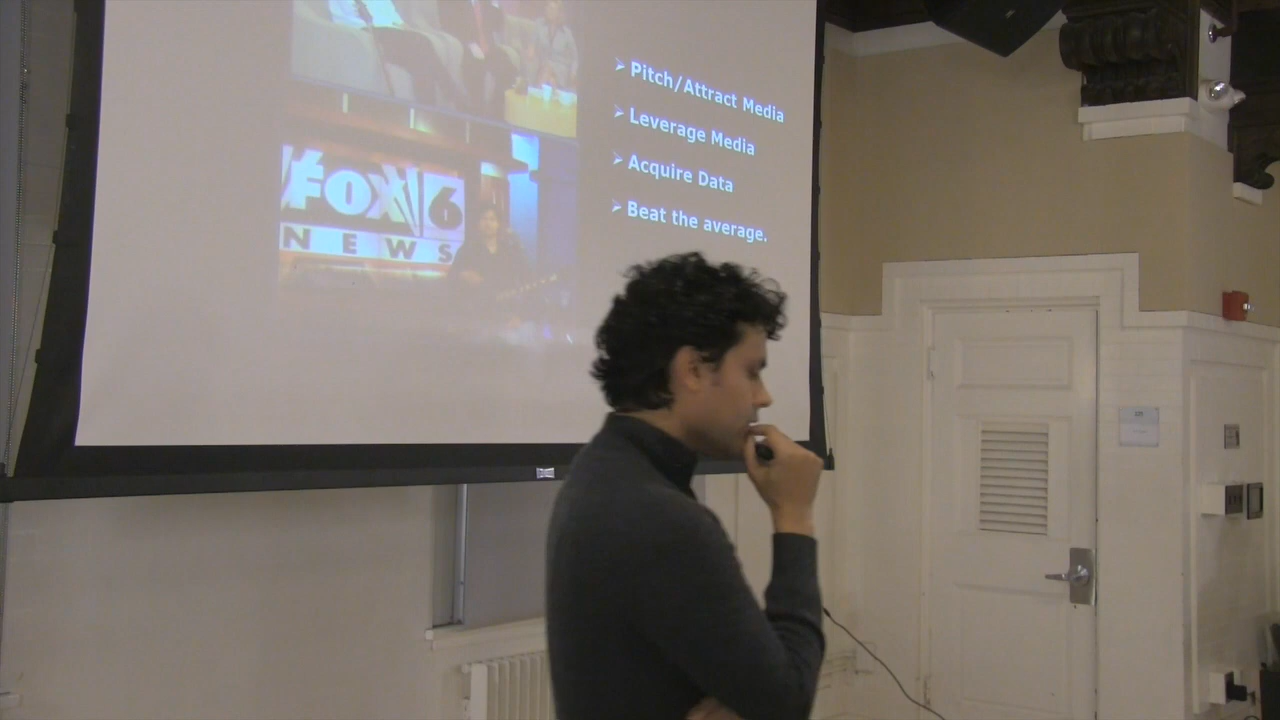 ➢ Pitch/Attract Media
➢ Leverage Media
➢ Acquire Data
➢ Beat the average.
FOX 6
NEWS